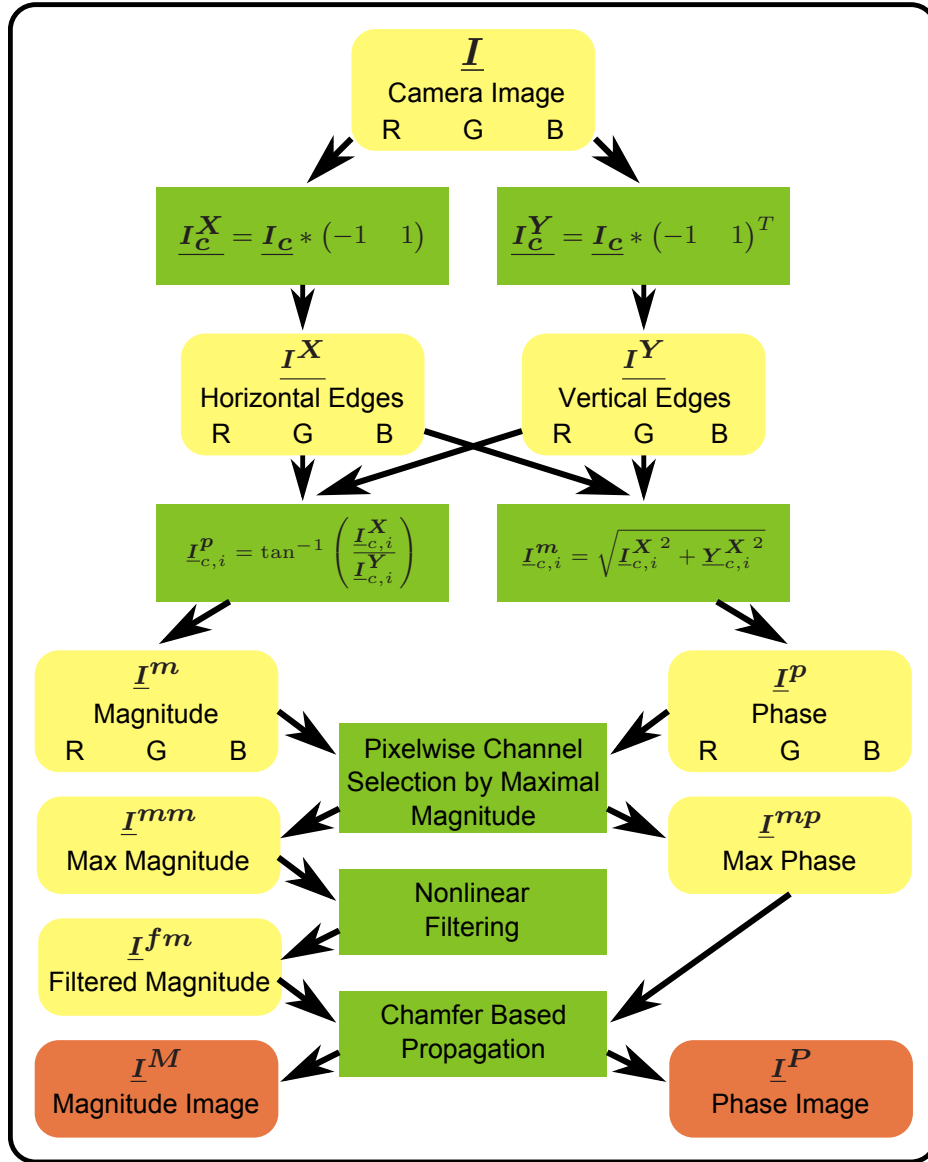 I
Camera Image
R G B
I_c^X = I_c * (−1 1)
I_c^Y = I_c * (−1 1)^T
I^X
Horizontal Edges
R G B
I^Y
Vertical Edges
R G B
I^p_{c,i} = tan^{−1} (I^X_{c,i} / I^Y_{c,i})
I^m_{c,i} = √(I^X_{c,i}^2 + Y^X_{c,i}^2)
I^m
Magnitude
R G B
I^p
Phase
R G B
Pixelwise Channel
Selection by Maximal
Magnitude
I^{mm}
Max Magnitude
I^{mp}
Max Phase
Nonlinear
Filtering
I^{fm}
Filtered Magnitude
Chamfer Based
Propagation
I^M
Magnitude Image
I^P
Phase Image